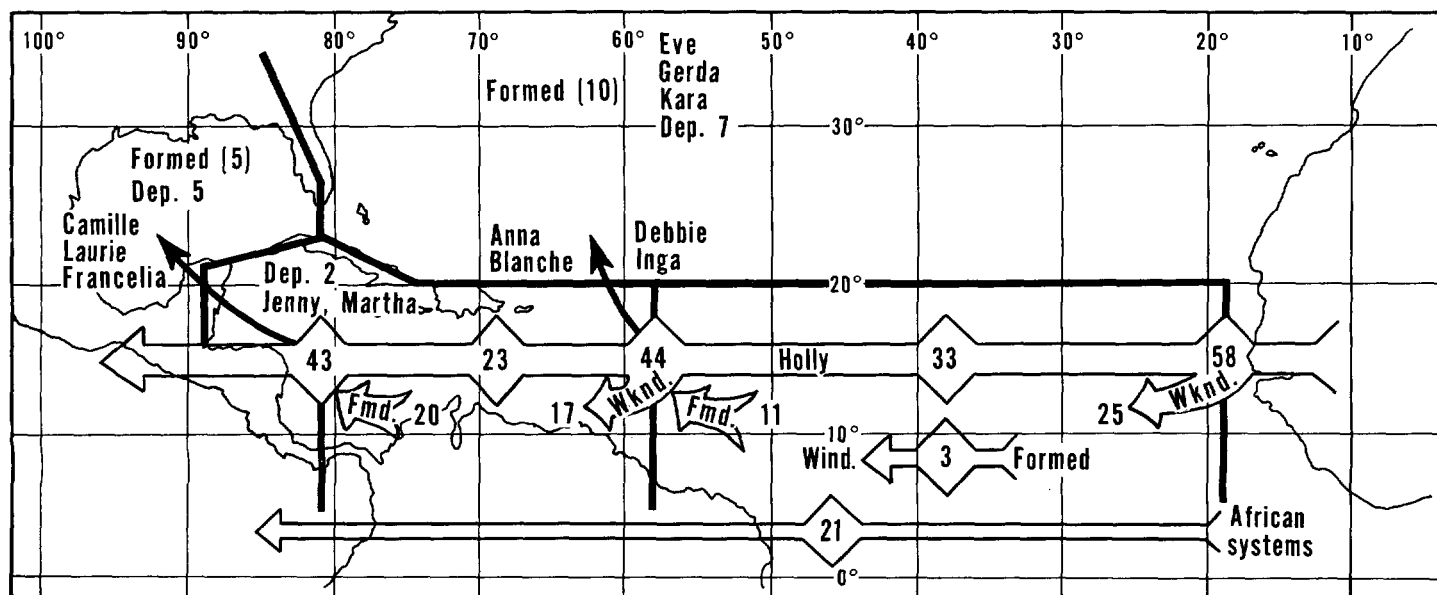 100° 90° 80° 70° 60° 50° 40° 30° 20° 10°
Eve
Gerda
Kara
Dep. 7
Formed (10)
30°
Formed (5)
Dep. 5
Camille
Laurie
Francelia
Anna
Blanche
Debbie
Inga
Dep. 2
Jenny, Martha
20°
43 23 44 Holly 33 58
Wknd.
Wknd.
Fmd. 20
17
Fmd. 11
25
10°
Wind. 3 Formed
21
African
systems
0°